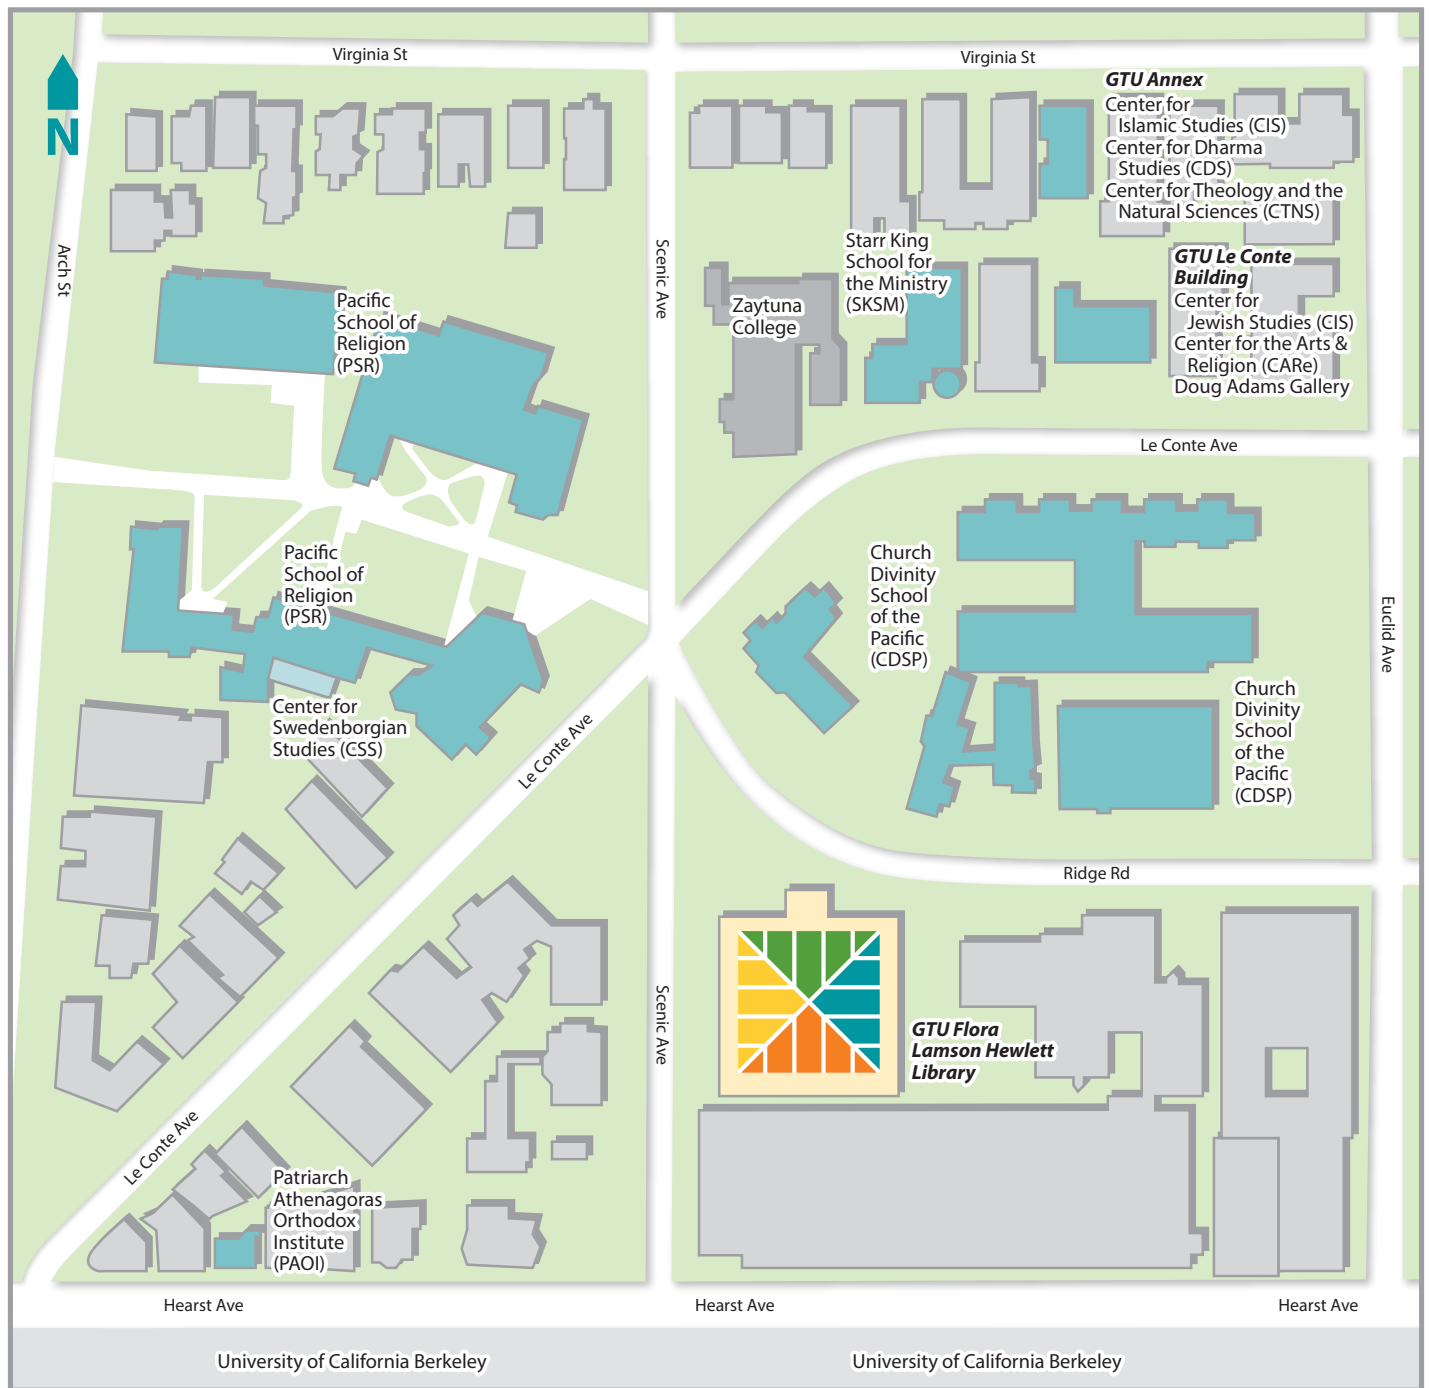 Virginia St
Virginia St
N
GTU Annex
Center for
Islamic Studies (CIS)
Center for Dharma
Studies (CDS)
Center for Theology and the
Natural Sciences (CTNS)
Arch St
Scenic Ave
Starr King
School for
the Ministry
(SKSM)
GTU Le Conte
Building
Center for
Jewish Studies (CIS)
Center for the Arts &
Religion (CARe)
Doug Adams Gallery
Zaytuna
College
Pacific
School of
Religion
(PSR)
Le Conte Ave
Pacific
School of
Religion
(PSR)
Church
Divinity
School
of the
Pacific
(CDSP)
Euclid Ave
Center for
Swedenborgian
Studies (CSS)
Le Conte Ave
Church
Divinity
School
of the
Pacific
(CDSP)
Ridge Rd
Scenic Ave
GTU Flora
Lamson Hewlett
Library
Le Conte Ave
Patriarch
Athenagoras
Orthodox
Institute
(PAOI)
Hearst Ave
Hearst Ave
Hearst Ave
University of California Berkeley
University of California Berkeley